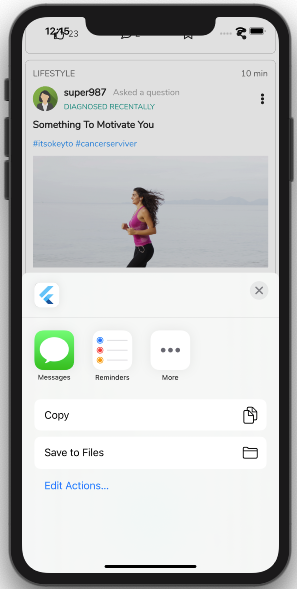 12:15
23
LIFESTYLE 10 min
super987 Asked a question
DIAGNOSED RECENTALLY
Something To Motivate You
#itsokeyto #cancerserviver
Messages Reminders More
Copy
Save to Files
Edit Actions...